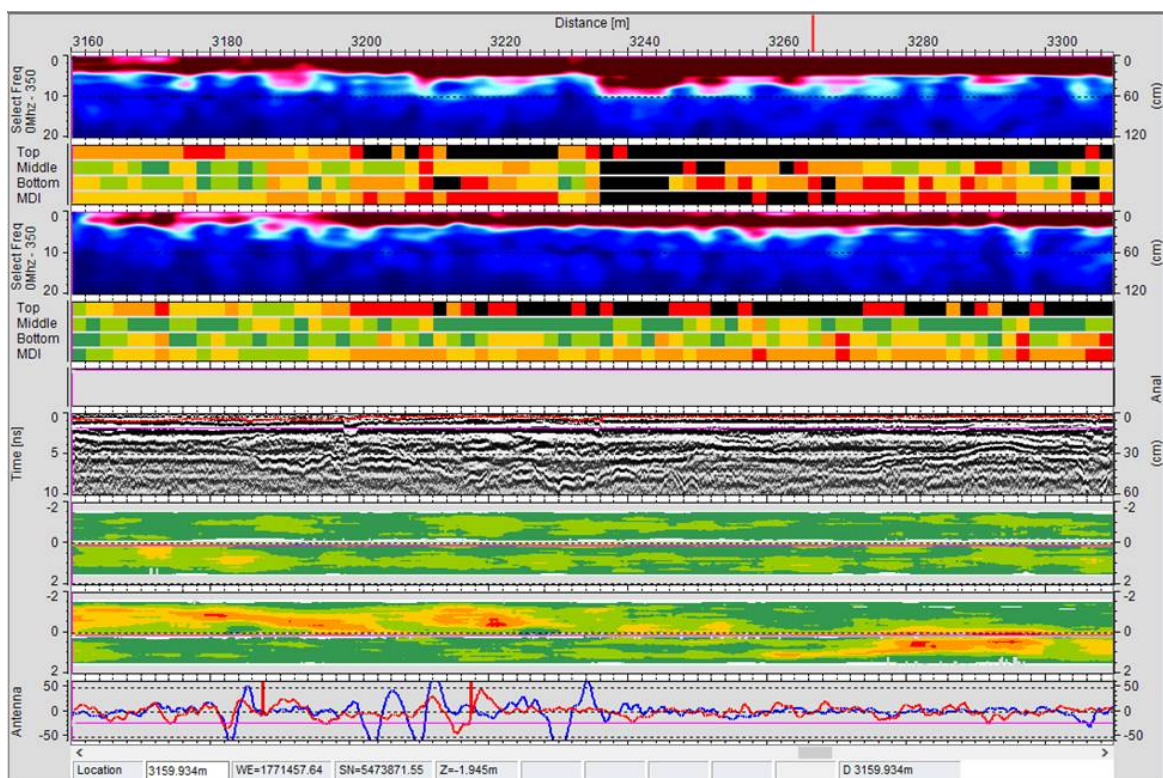 Distance [m]
3160 3180 3200 3220 3240 3260 3280 3300
Select Freq
0Mhz - 350
0 10 20
0 60 120
(cm)
Top
Middle
Bottom
MDI
Select Freq
0Mhz - 350
0 10 20
0 60 120
(cm)
Top
Middle
Bottom
MDI
Anal
Time [ns]
0 5 10
0 30 60
(cm)
-2 0 2
-2 0 2
-2 0 2
-2 0 2
Antenna
50 0 -50
50 0 -50
< >
Location 3159.934m WE=1771457.64 SN=5473871.55 Z=-1.945m D 3159.934m